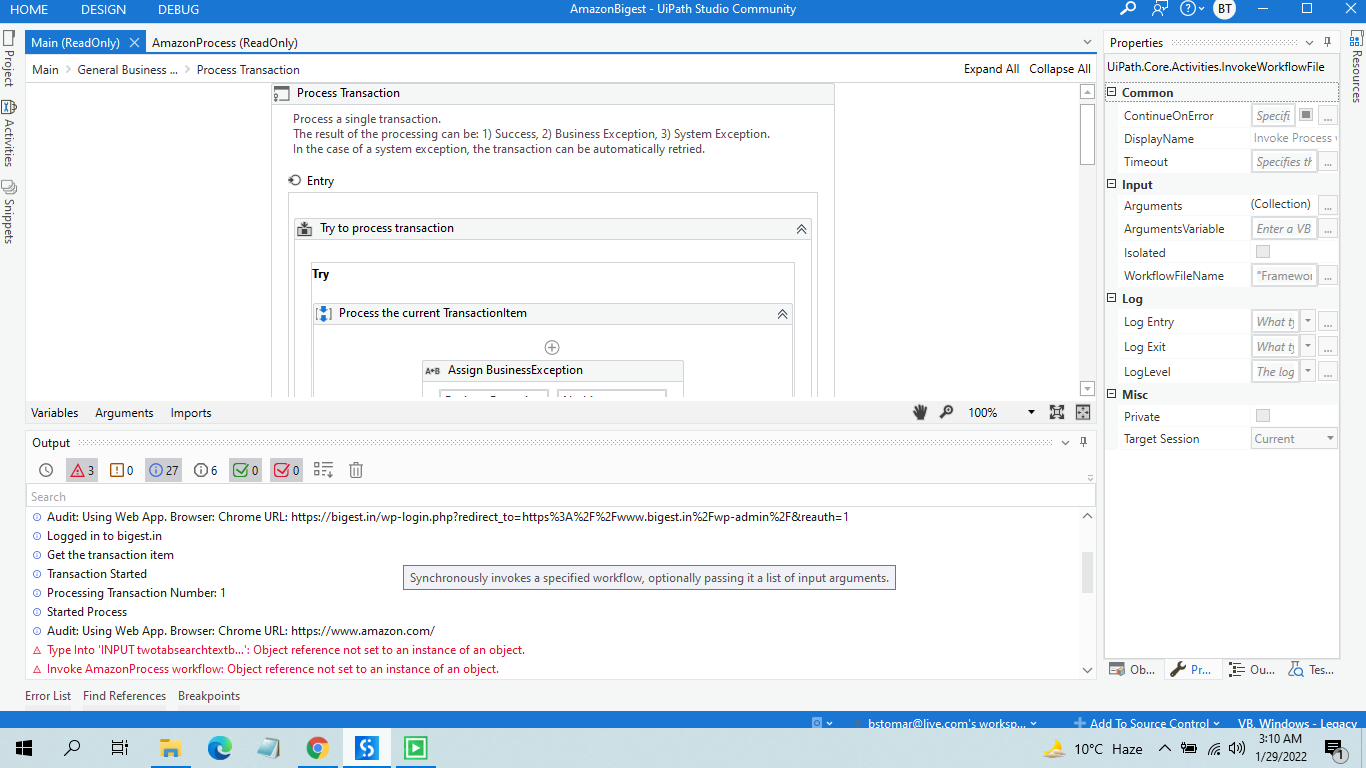 HOME DESIGN DEBUG AmazonBigest - UiPath Studio Community BT
Main (ReadOnly) AmazonProcess (ReadOnly)
Main General Business ... Process Transaction Expand All Collapse All
Process Transaction
Process a single transaction.
The result of the processing can be: 1) Success, 2) Business Exception, 3) System Exception.
In the case of a system exception, the transaction can be automatically retried.
Entry
Try to process transaction
Try
Process the current TransactionItem
A+B Assign BusinessException
Variables Arguments Imports 100%
Output
3 0 27 6 0 0
Search
Audit: Using Web App. Browser: Chrome URL: https://bigest.in/wp-login.php?redirect_to=https%3A%2F%2Fwww.bigest.in%2Fwp-admin%2F&reauth=1
Logged in to bigest.in
Get the transaction item
Transaction Started
Synchronously invokes a specified workflow, optionally passing it a list of input arguments.
Processing Transaction Number: 1
Started Process
Audit: Using Web App. Browser: Chrome URL: https://www.amazon.com/
Type Into 'INPUT twotabsearchtextb...': Object reference not set to an instance of an object.
Invoke AmazonProcess workflow: Object reference not set to an instance of an object.
Error List Find References Breakpoints
Project
Activities
Snippets
Properties
UiPath.Core.Activities.InvokeWorkflowFile
Common
ContinueOnError Specifi ...
DisplayName Invoke Process
Timeout Specifies th ...
Input
Arguments (Collection) ...
ArgumentsVariable Enter a VB ...
Isolated
WorkflowFileName "Framewor ...
Log
Log Entry What ty ...
Log Exit What ty ...
LogLevel The log ...
Misc
Private
Target Session Current
Ob... Pr... Ou... Tes...
Resources
bstomar@live.com's worksp... Add To Source Control VB, Windows - Legacy
10°C Haze 3:10 AM
1/29/2022
1